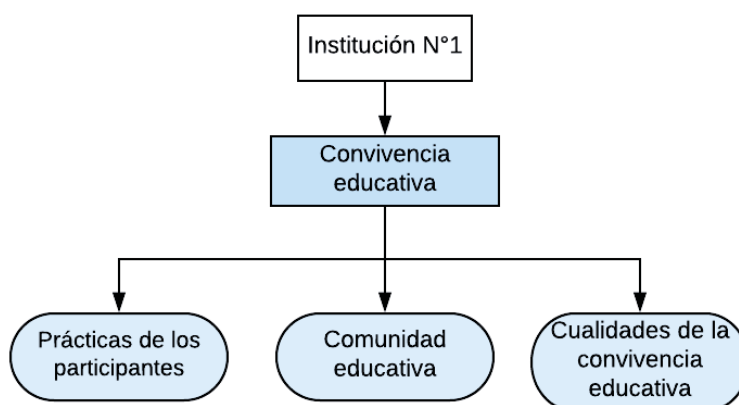 Institución N°1
Convivencia
educativa
Prácticas de los
participantes
Comunidad
educativa
Cualidades de la
convivencia
educativa